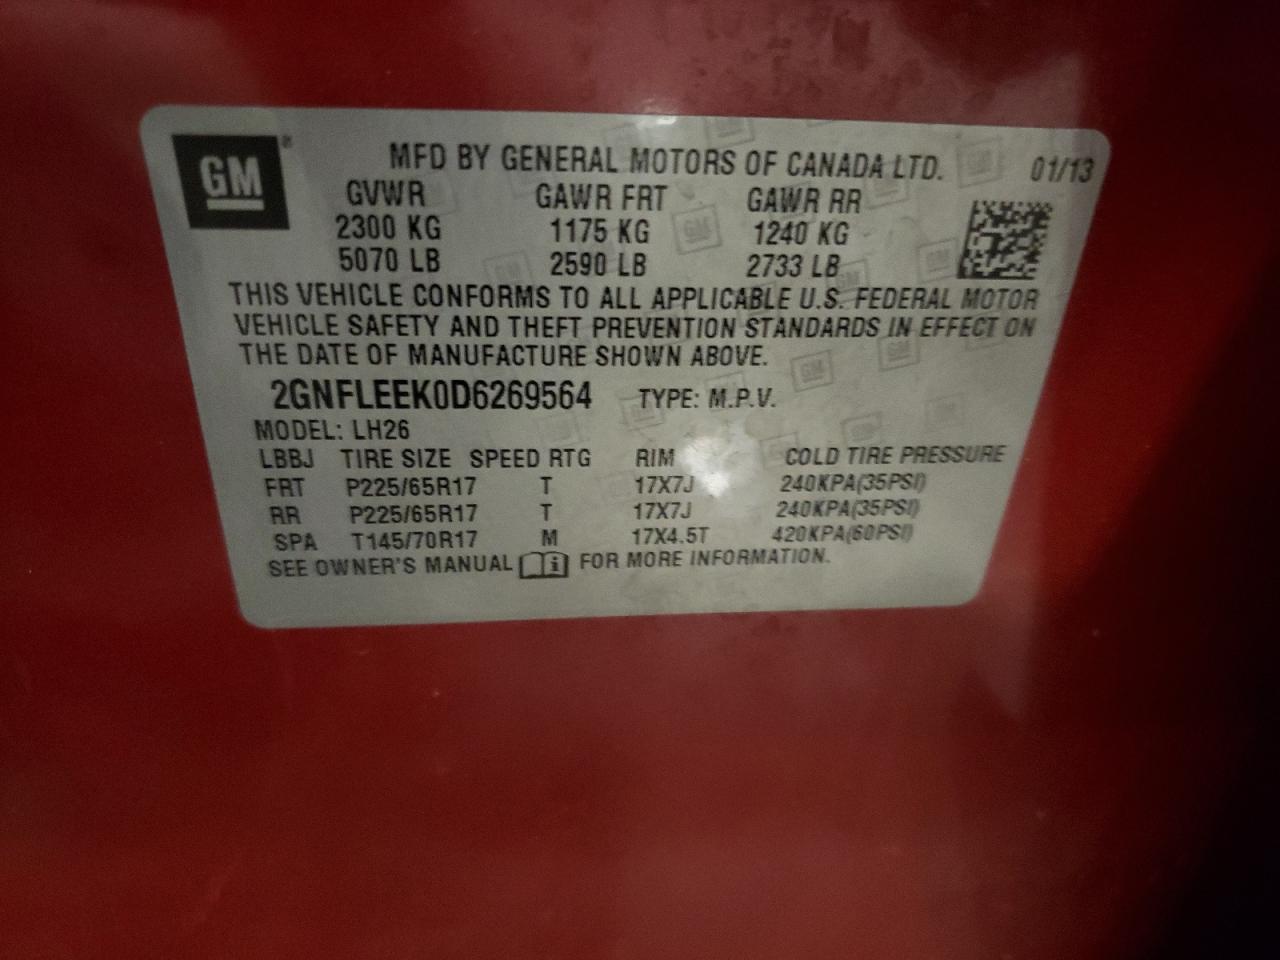 GM®
MFD BY GENERAL MOTORS OF CANADA LTD. 01/13
GVWR GAWR FRT GAWR RR
2300 KG 1175 KG 1240 KG
5070 LB 2590 LB 2733 LB
THIS VEHICLE CONFORMS TO ALL APPLICABLE U.S. FEDERAL MOTOR
VEHICLE SAFETY AND THEFT PREVENTION STANDARDS IN EFFECT ON
THE DATE OF MANUFACTURE SHOWN ABOVE.
2GNFLEEK0D6269564 TYPE: M.P.V.
MODEL: LH26
LBBJ TIRE SIZE SPEED RTG RIM COLD TIRE PRESSURE
FRT P225/65R17 T 17X7J 240KPA(35PSI)
RR P225/65R17 T 17X7J 240KPA(35PSI)
SPA T145/70R17 M 17X4.5T 420KPA(60PSI)
SEE OWNER'S MANUAL i FOR MORE INFORMATION.